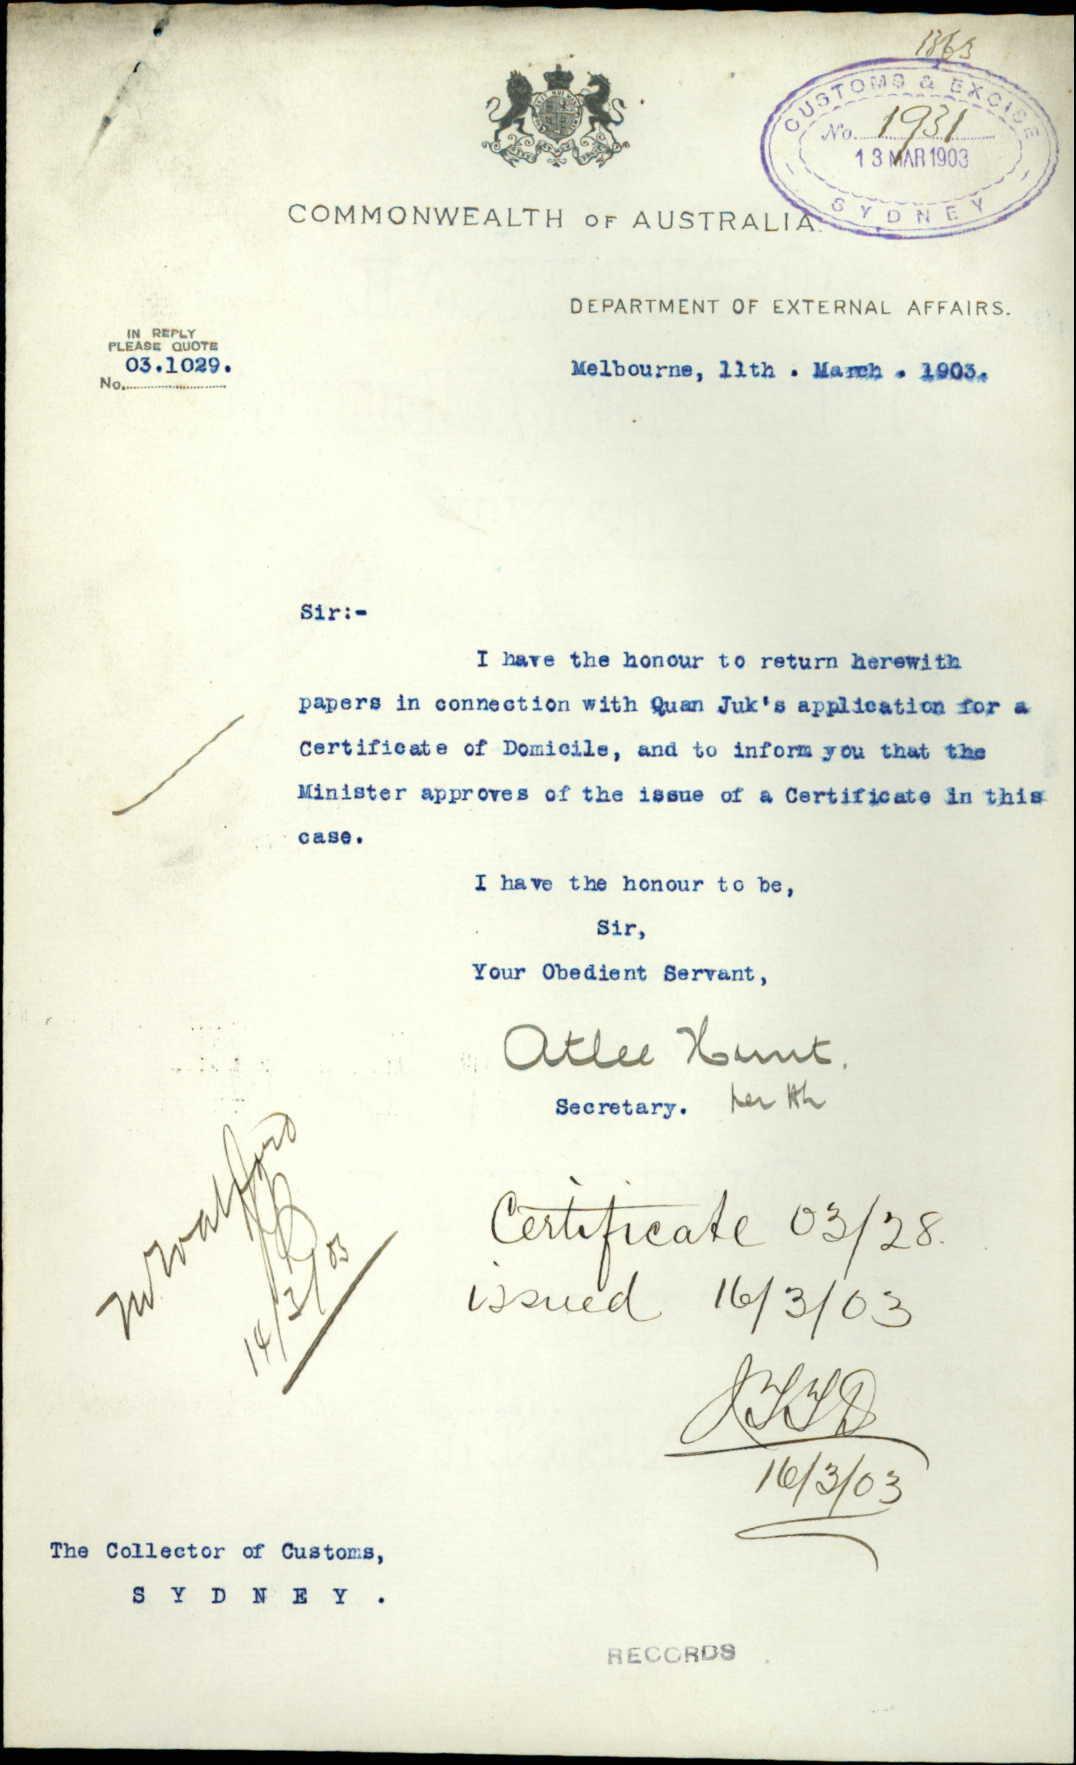 1863
CUSTOMS & EXCISE
No. 1931
13 MAR 1903
SYDNEY
COMMONWEALTH OF AUSTRALIA.
DEPARTMENT OF EXTERNAL AFFAIRS.
IN REPLY
PLEASE QUOTE
03.1029.
No.
Melbourne, 11th . March . 1903.
Sir:-
I have the honour to return herewith
papers in connection with Quan Juk's application for a
Certificate of Domicile, and to inform you that the
Minister approves of the issue of a Certificate in this
case.
I have the honour to be,
Sir,
Your Obedient Servant,
Atlee Hunt.
Secretary. per
Certificate 03/28.
issued 16/3/03
16/3/03
Mr Watford
14/3/03
The Collector of Customs,
S Y D N E Y .
RECORDS